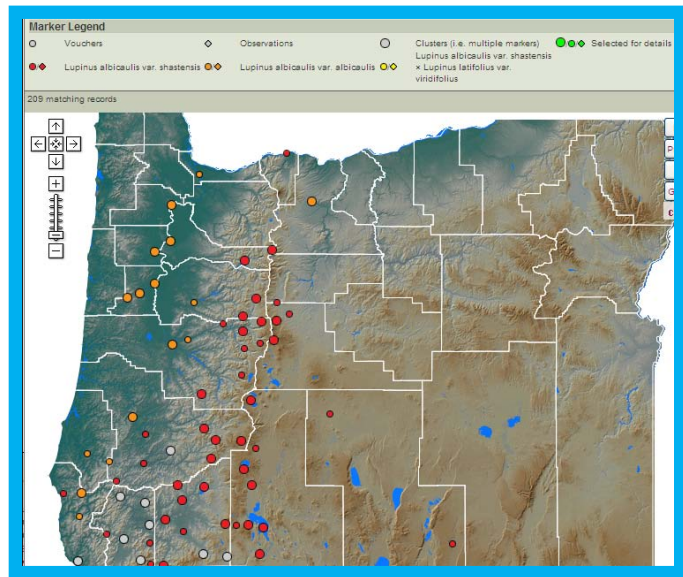 Marker Legend
Vouchers Observations Clusters (i.e. multiple markers) Selected for details
Lupinus albicaulis var. shastensis Lupinus albicaulis var. albicaulis Lupinus albicaulis var. shastensis
× Lupinus latifolius var.
viridifolius
209 matching records
P
G